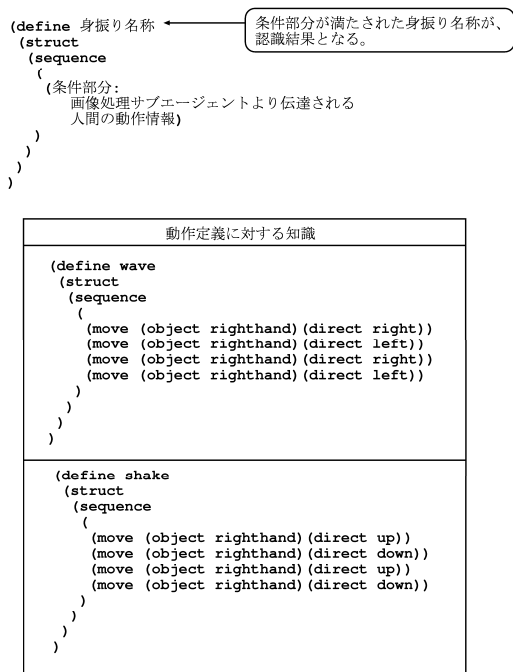 (define 身振り名称
条件部分が満たされた身振り名称が、
認識結果となる。
(struct
(sequence
(
(条件部分:
画像処理サブエージェントより伝達される
人間の動作情報)
)
)
)
)
動作定義に対する知識
(define wave
(struct
(sequence
(
(move (object righthand)(direct right))
(move (object righthand)(direct left))
(move (object righthand)(direct right))
(move (object righthand)(direct left))
)
)
)
)
(define shake
(struct
(sequence
(
(move (object righthand)(direct up))
(move (object righthand)(direct down))
(move (object righthand)(direct up))
(move (object righthand)(direct down))
)
)
)
)